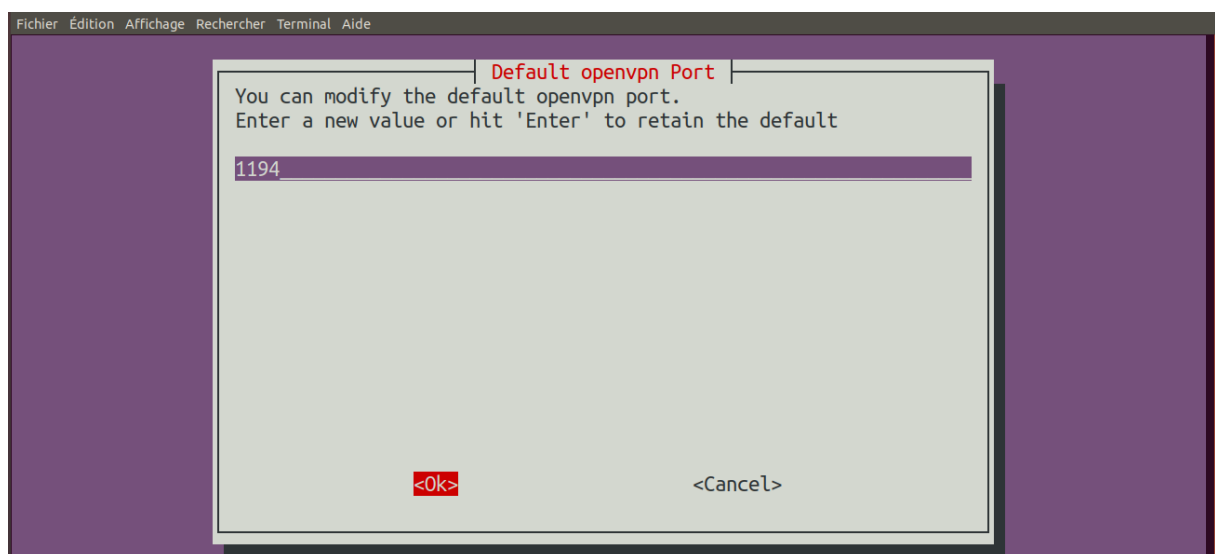 Fichier Édition Affichage Rechercher Terminal Aide
Default openvpn Port
You can modify the default openvpn port.
Enter a new value or hit 'Enter' to retain the default
1194
<Ok> <Cancel>